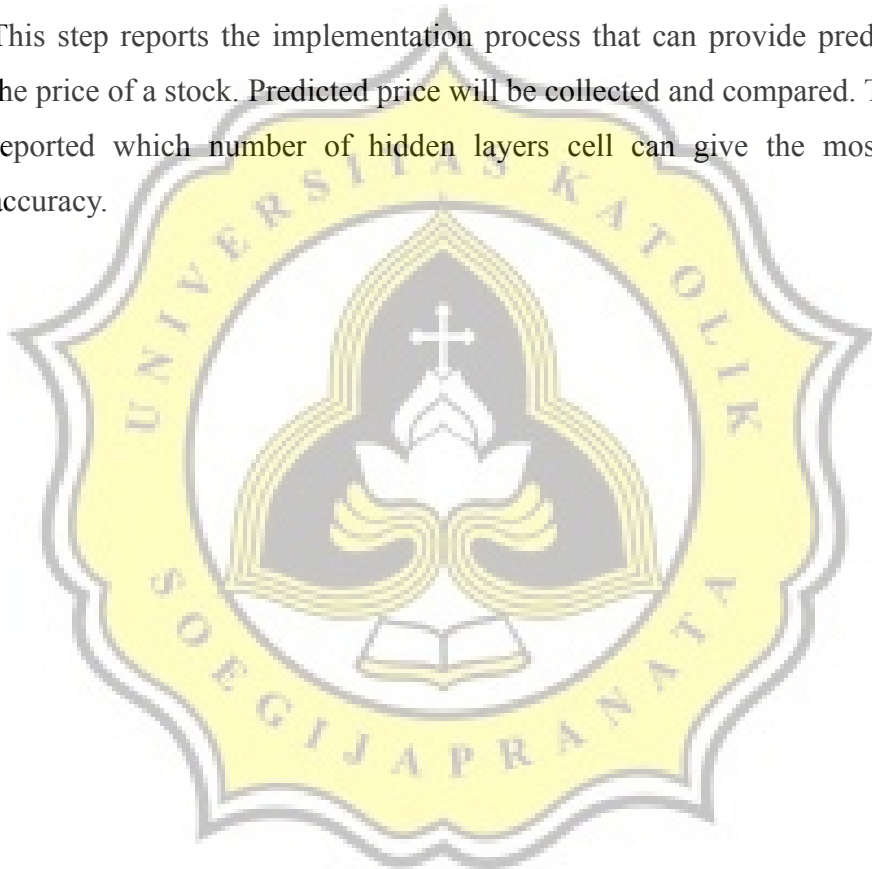 This step reports the implementation process that can provide pred
the price of a stock. Predicted price will be collected and compared. T
reported which number of hidden layers cell can give the mos
accuracy.
UNIVERSITAS KATOLIK
SOEGIJAPRANATA